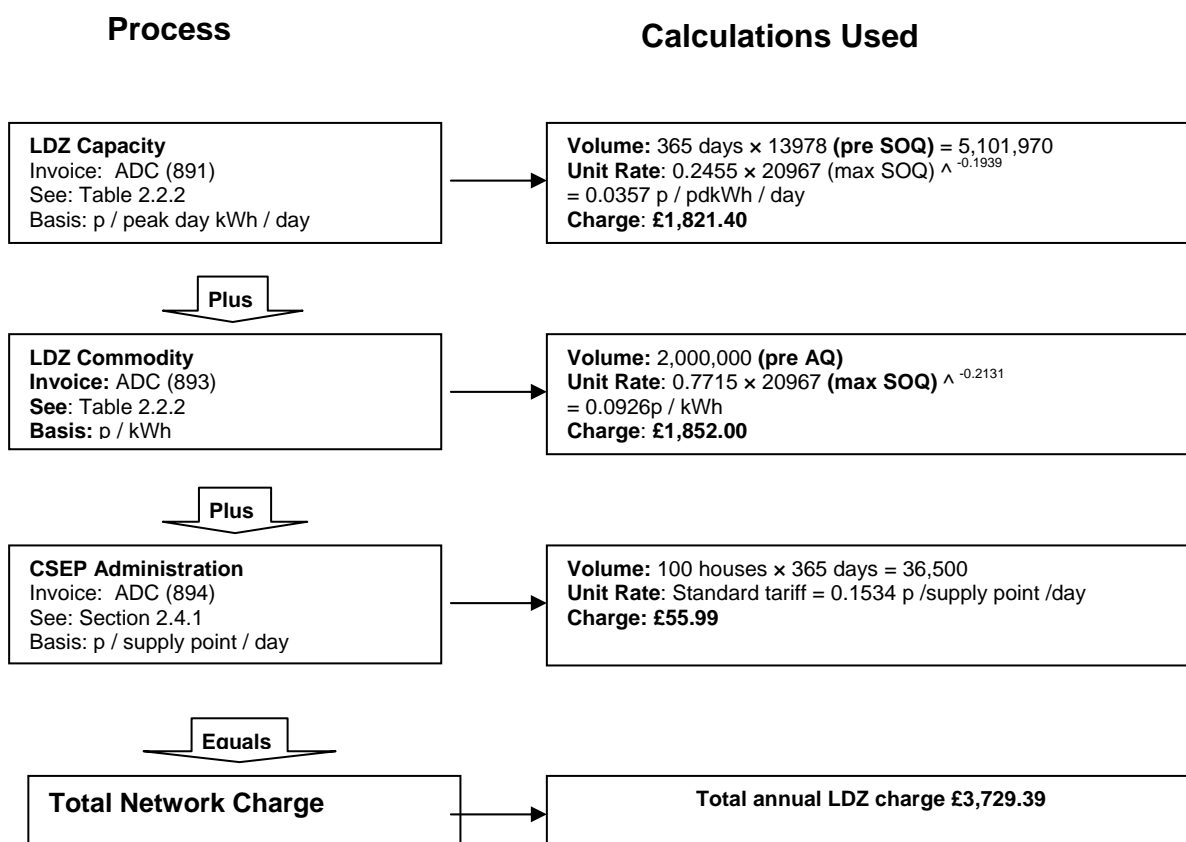 Process
Calculations Used
LDZ Capacity
Invoice: ADC (891)
See: Table 2.2.2
Basis: p / peak day kWh / day
Volume: 365 days × 13978 (pre SOQ) = 5,101,970
Unit Rate: 0.2455 × 20967 (max SOQ) ^ -0.1939
= 0.0357 p / pdkWh / day
Charge: £1,821.40
Plus
LDZ Commodity
Invoice: ADC (893)
See: Table 2.2.2
Basis: p / kWh
Volume: 2,000,000 (pre AQ)
Unit Rate: 0.7715 × 20967 (max SOQ) ^ -0.2131
= 0.0926p / kWh
Charge: £1,852.00
Plus
CSEP Administration
Invoice: ADC (894)
See: Section 2.4.1
Basis: p / supply point / day
Volume: 100 houses × 365 days = 36,500
Unit Rate: Standard tariff = 0.1534 p /supply point /day
Charge: £55.99
Equals
Total Network Charge
Total annual LDZ charge £3,729.39